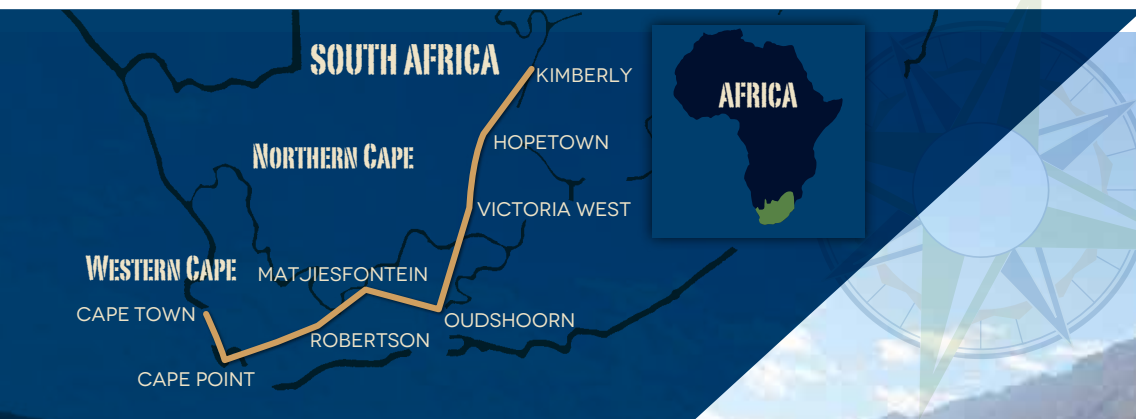 SOUTH AFRICA
KIMBERLY
AFRICA
HOPETOWN
NORTHERN CAPE
VICTORIA WEST
WESTERN CAPE
MATJIESFONTEIN
CAPE TOWN
OUDSHOORN
ROBERTSON
CAPE POINT